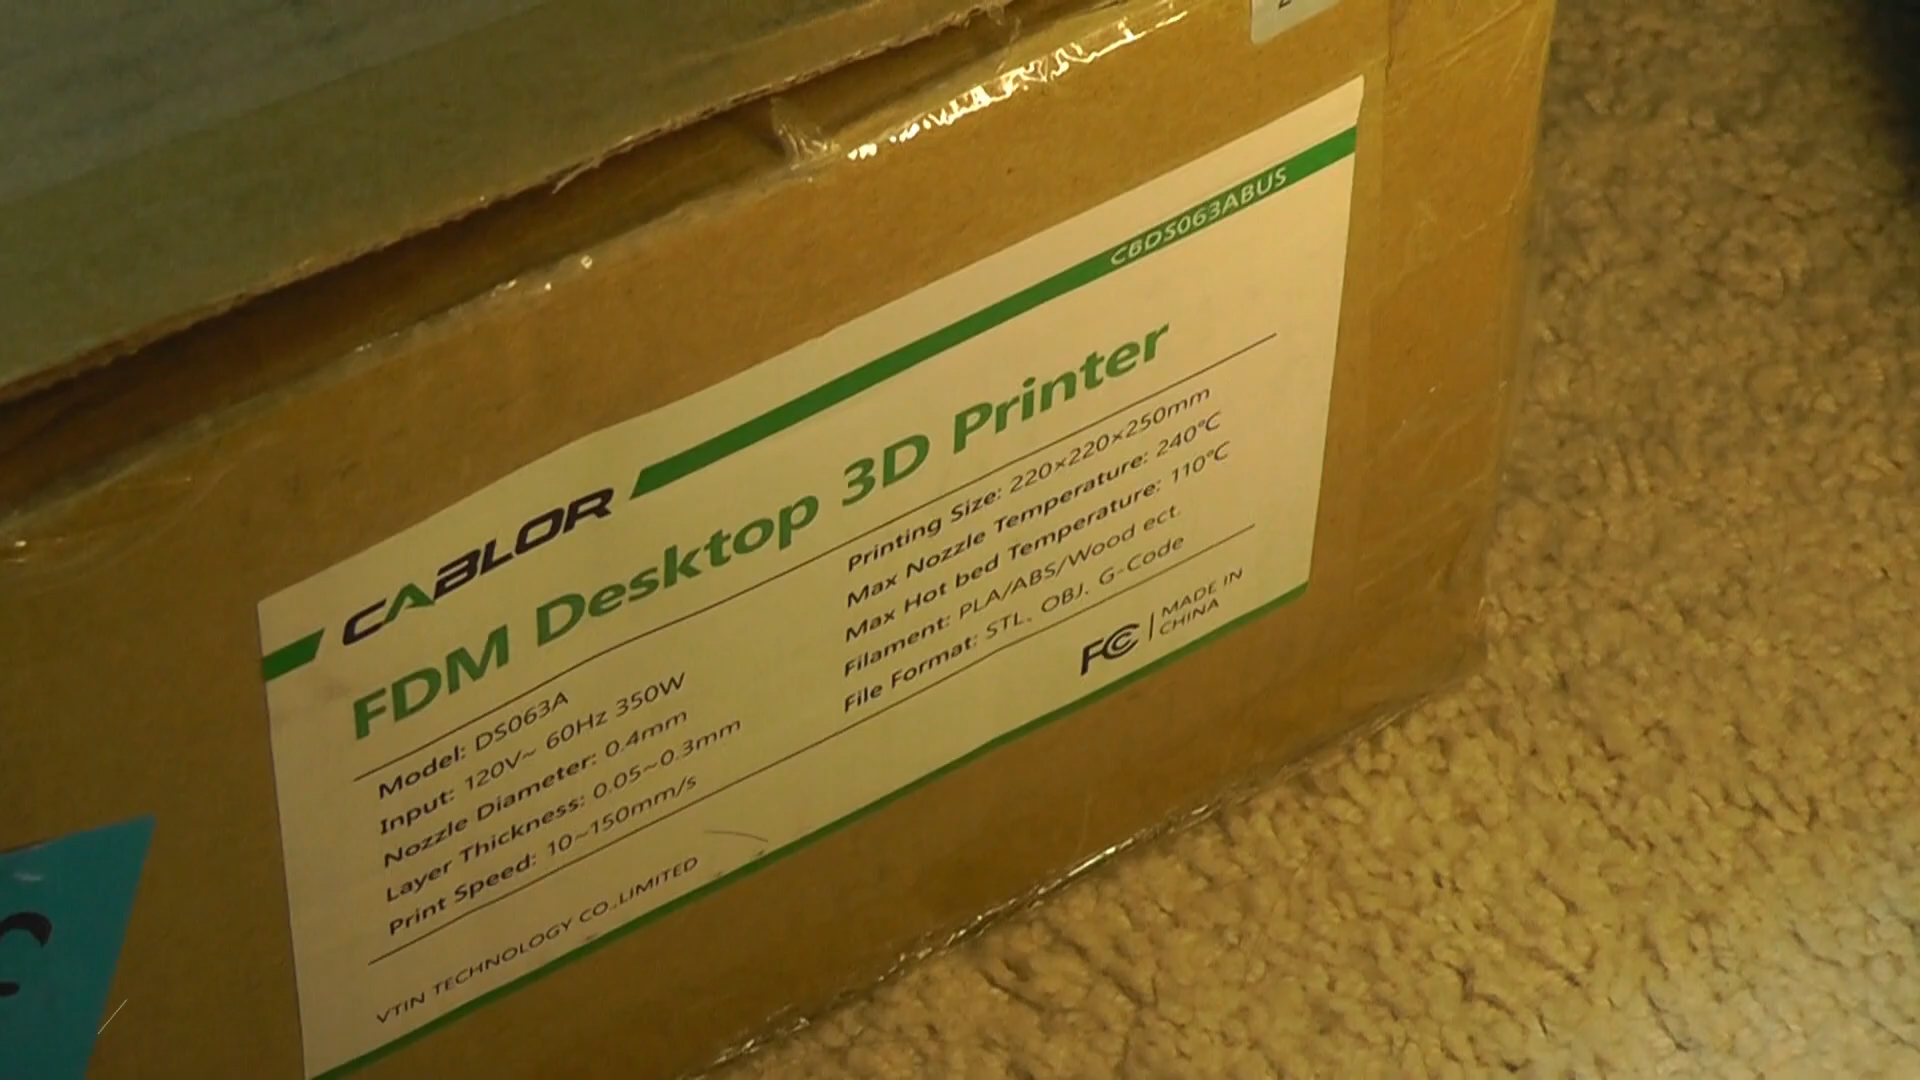 CABLOR
CBDS063ABUS
FDM Desktop 3D Printer
Model: DS063A
Input: 120V~ 60Hz 350W
Nozzle Diameter: 0.4mm
Layer Thickness: 0.05~0.3mm
Print Speed: 10~150mm/s
Printing Size: 220×220×250mm
Max Nozzle Temperature: 240℃
Max Hot bed Temperature: 110℃
Filament: PLA/ABS/Wood ect.
File Format: STL、OBJ、G-Code
VTIN TECHNOLOGY CO.,LIMITED
FC
MADE IN
CHINA